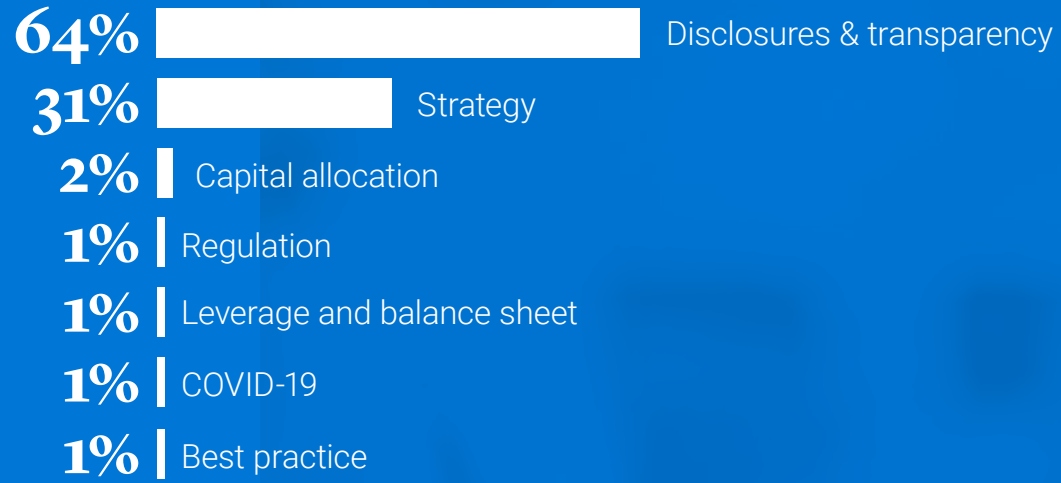 64% Disclosures & transparency
31% Strategy
2% Capital allocation
1% Regulation
1% Leverage and balance sheet
1% COVID-19
1% Best practice